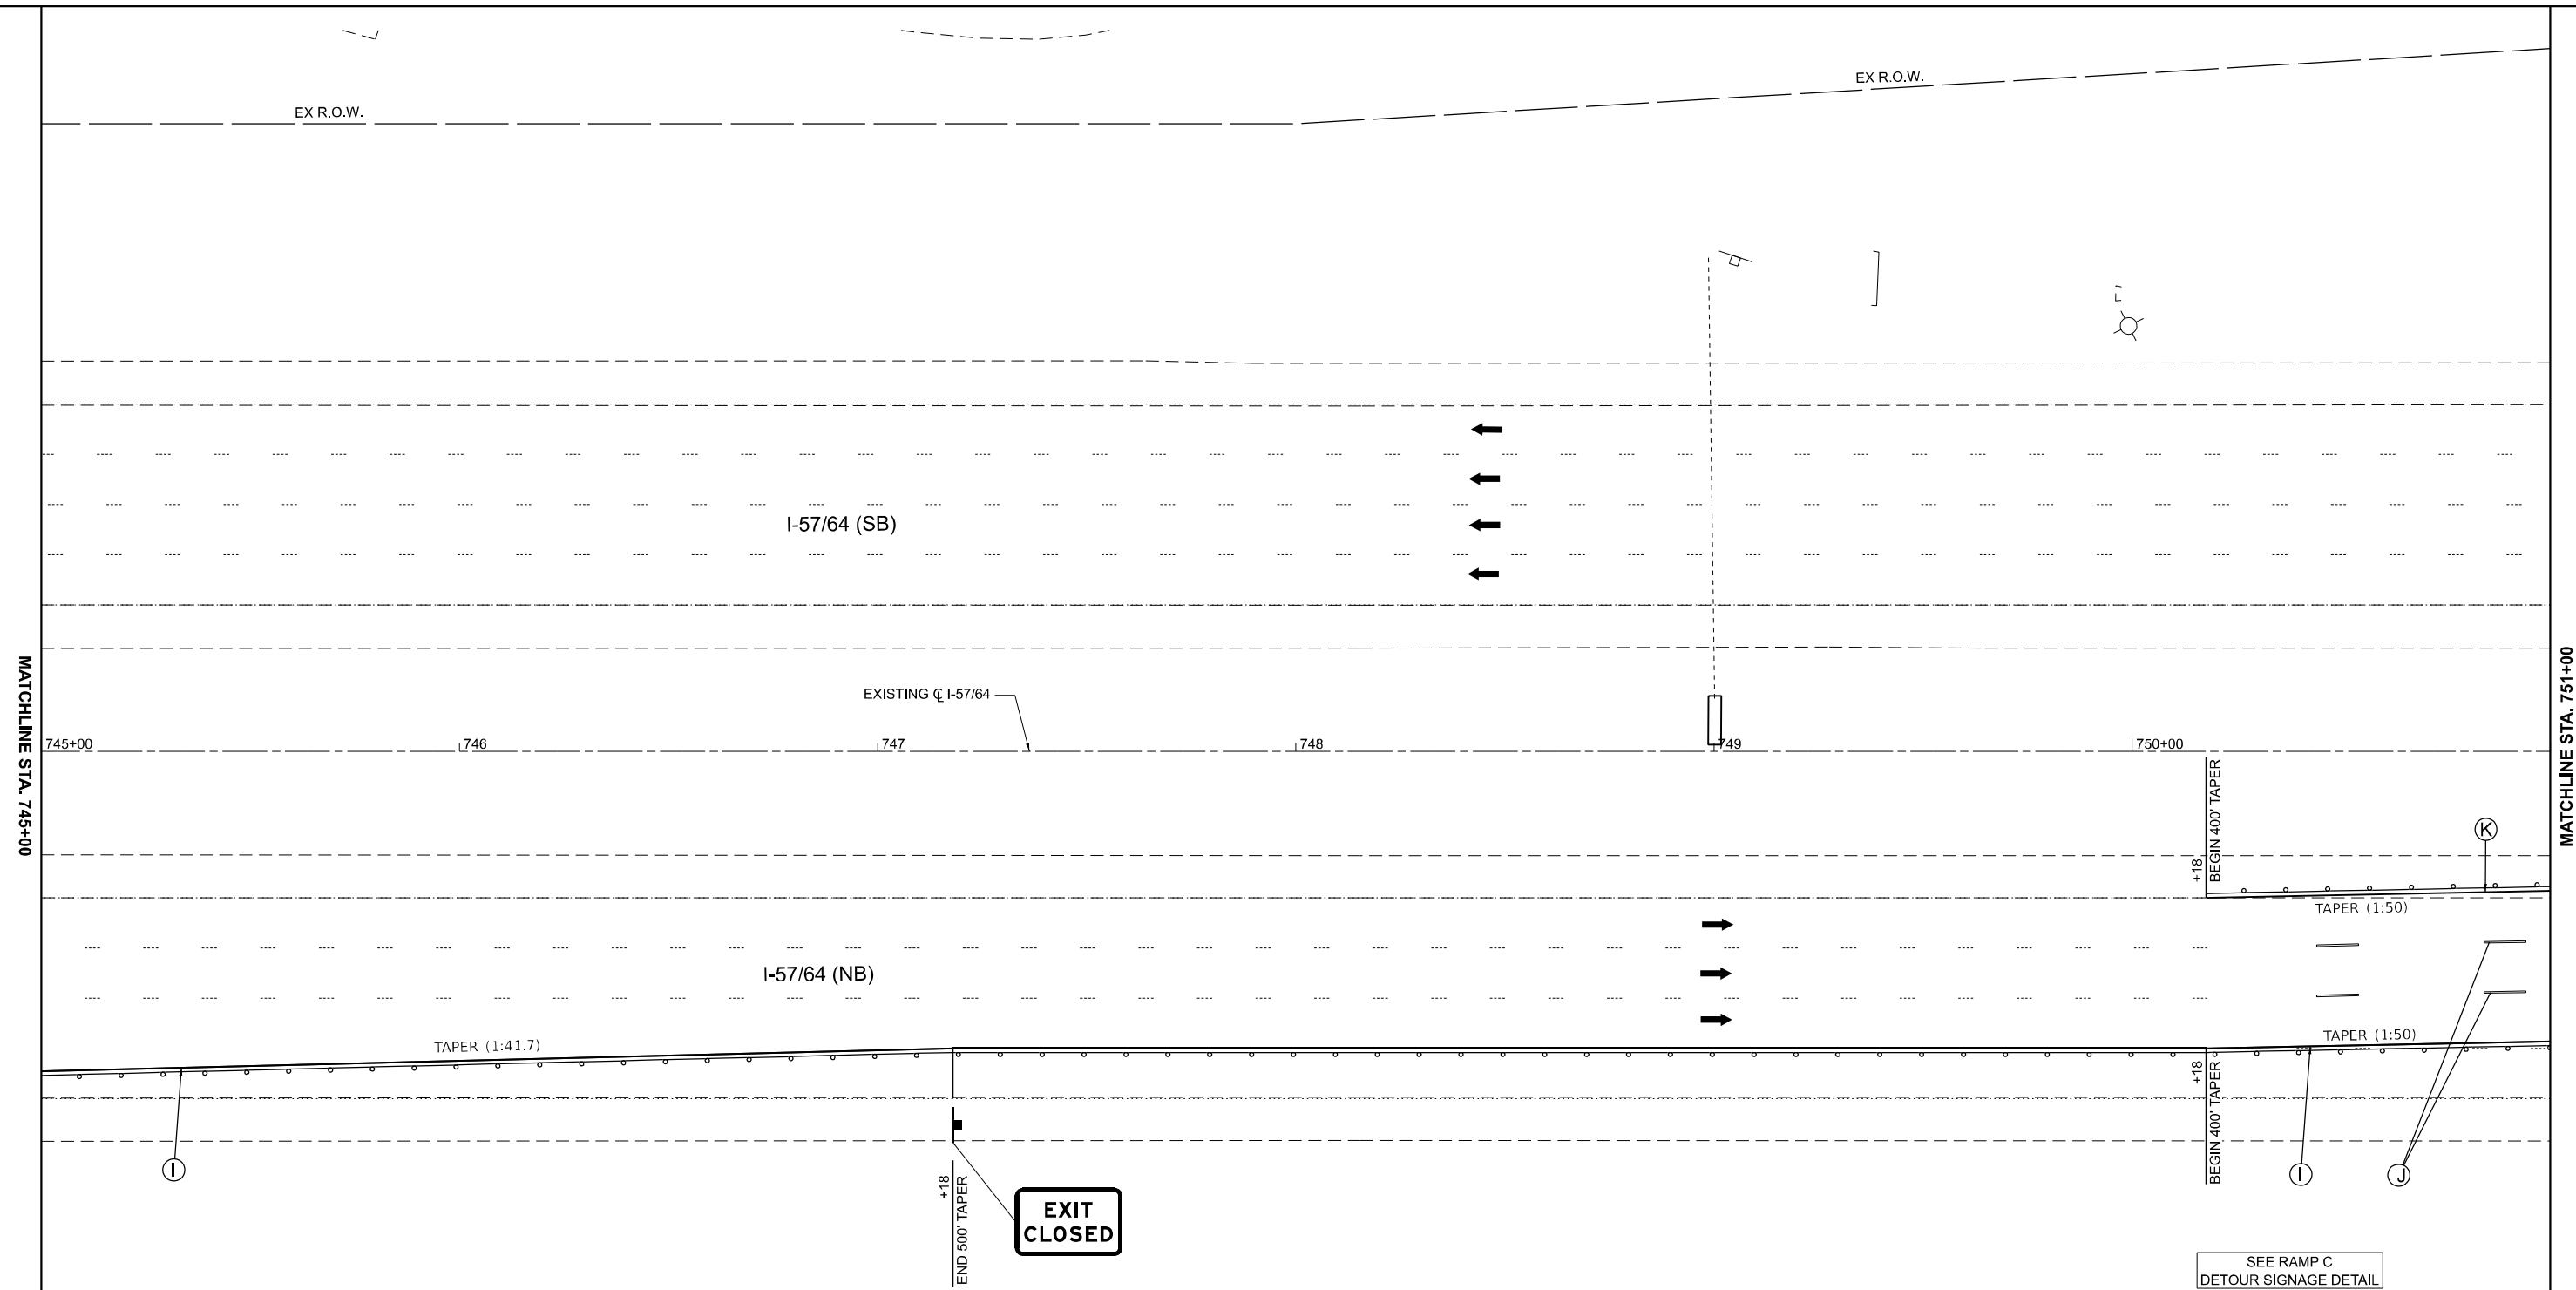 EX R.O.W.
EX R.O.W.
I-57/64 (SB)
MATCHLINE STA. 745+00
MATCHLINE STA. 751+00
EXISTING ℄ I-57/64
745+00
746
747
748
749
750+00
+18
BEGIN 400' TAPER
K
TAPER (1:50)
I-57/64 (NB)
TAPER (1:41.7)
TAPER (1:50)
+18
BEGIN 400' TAPER
I
I
J
+18
END 500' TAPER
EXIT
CLOSED
SEE RAMP C
DETOUR SIGNAGE DETAIL